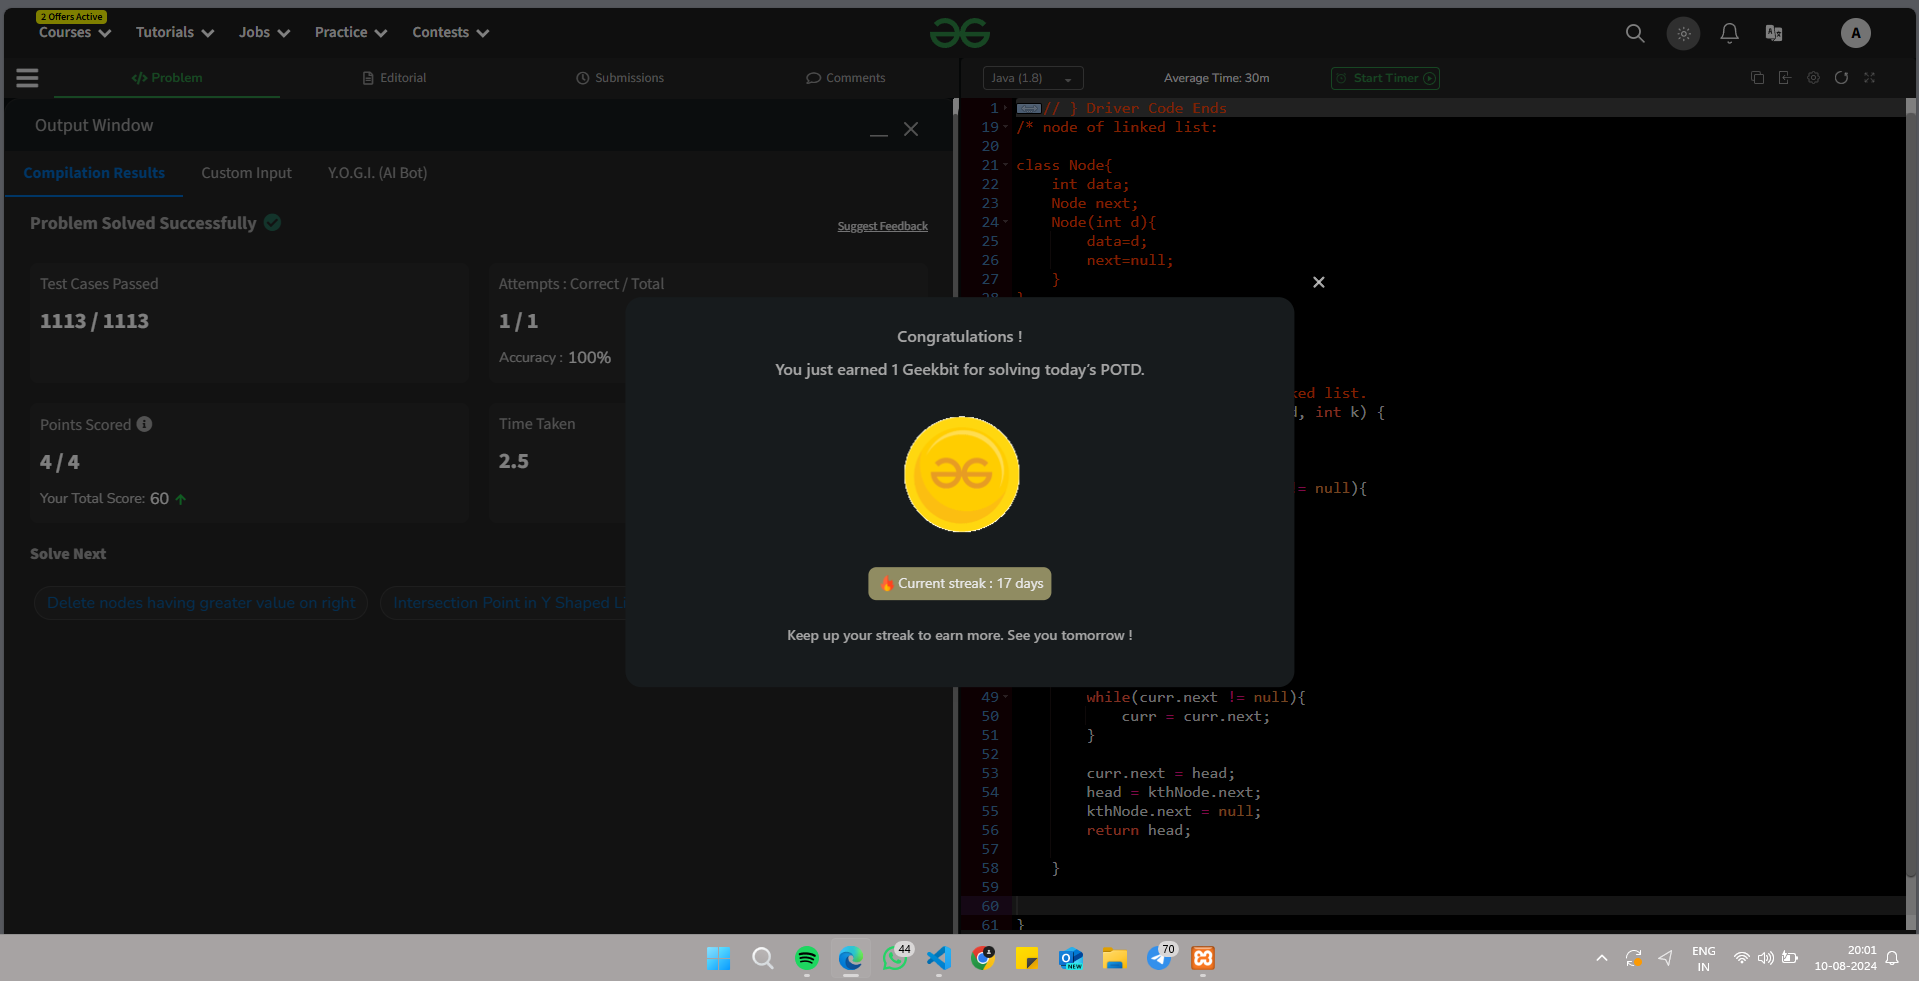 2 Offers Active
Courses Tutorials Jobs Practice Contests
A
</> Problem Editorial Submissions Comments
Java (1.8) Average Time: 30m Start Timer
Output Window
Compilation Results Custom Input Y.O.G.I. (AI Bot)
Problem Solved Successfully
Suggest Feedback
Test Cases Passed
1113 / 1113
Attempts : Correct / Total
1 / 1
Accuracy : 100%
Points Scored
4 / 4
Your Total Score: 60
Time Taken
2.5
Solve Next
Delete nodes having greater value on right
Intersection Point in Y Shaped Li
Congratulations !
You just earned 1 Geekbit for solving today's POTD.
Current streak : 17 days
Keep up your streak to earn more. See you tomorrow !
1 // } Driver Code Ends
19 /* node of linked list:
20
21 class Node{
22 int data;
23 Node next;
24 Node(int d){
25 data=d;
26 next=null;
27 }
28
ked list.
, int k) {
= null){
49 while(curr.next != null){
50 curr = curr.next;
51 }
52
53 curr.next = head;
54 head = kthNode.next;
55 kthNode.next = null;
56 return head;
57
58 }
59
60
61 }
44
NEW
70
ENG
IN
20:01
10-08-2024